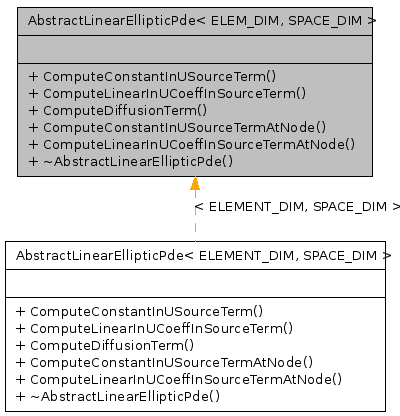 AbstractLinearEllipticPde< ELEM_DIM, SPACE_DIM >
+ ComputeConstantInUSourceTerm()
+ ComputeLinearInUCoeffInSourceTerm()
+ ComputeDiffusionTerm()
+ ComputeConstantInUSourceTermAtNode()
+ ComputeLinearInUCoeffInSourceTermAtNode()
+ ~AbstractLinearEllipticPde()
< ELEMENT_DIM, SPACE_DIM >
AbstractLinearEllipticPde< ELEMENT_DIM, SPACE_DIM >
+ ComputeConstantInUSourceTerm()
+ ComputeLinearInUCoeffInSourceTerm()
+ ComputeDiffusionTerm()
+ ComputeConstantInUSourceTermAtNode()
+ ComputeLinearInUCoeffInSourceTermAtNode()
+ ~AbstractLinearEllipticPde()